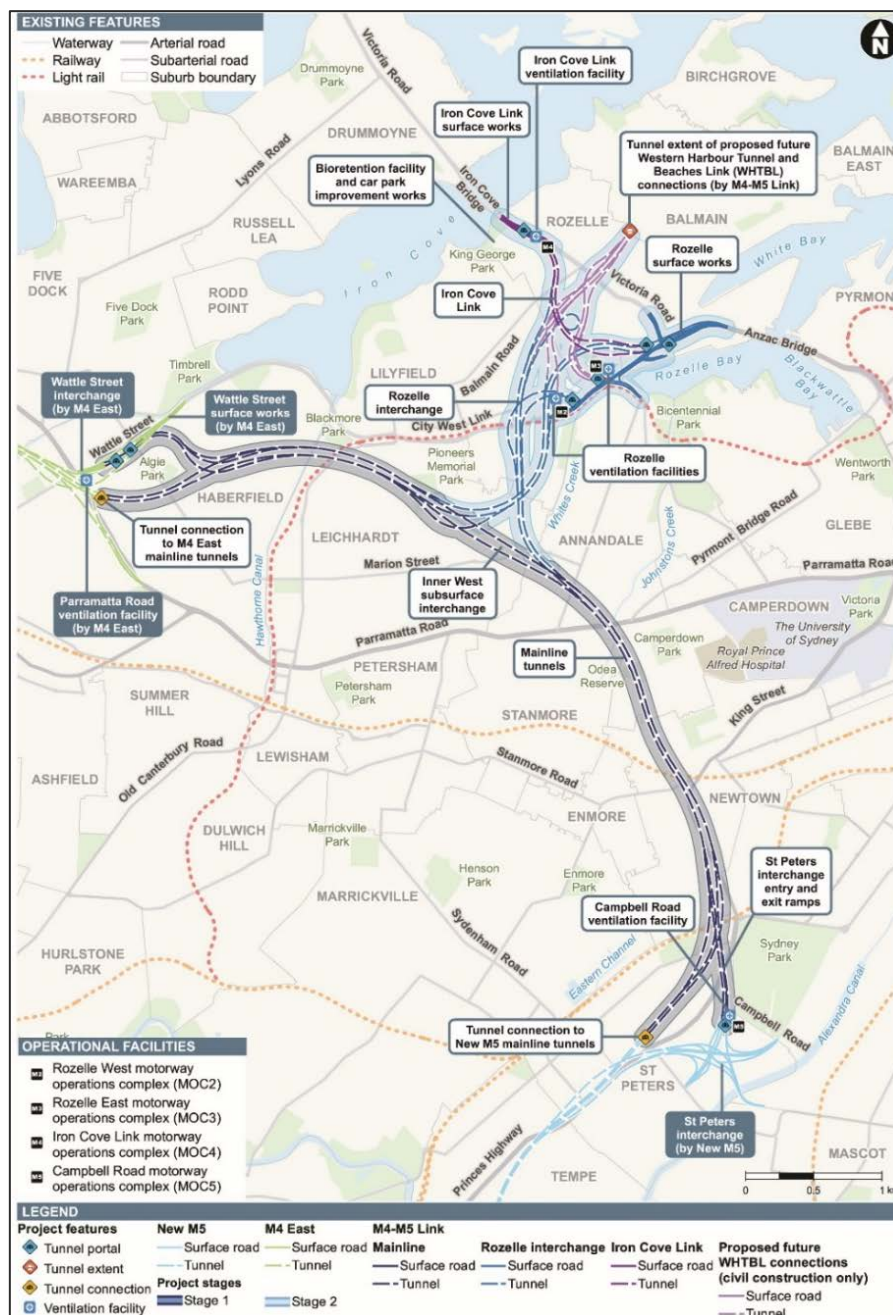 EXISTING FEATURES
Waterway
Arterial road
Railway
Subarterial road
Light rail
Suburb boundary
N
Victoria Road
Drummoyne
Park
Iron Cove Link
ventilation facility
BIRCHGROVE
ABBOTSFORD
Iron Cove Link
surface works
DRUMMOYNE
Lyons Road
Tunnel extent of proposed future
Western Harbour Tunnel and
Beaches Link (WHTBL)
connections (by M4-M5 Link)
BALMAIN
EAST
Bioretention facility
and car park
improvement works
WAREEMBA
Iron Cove
Bridge
ROZELLE
BALMAIN
RUSSELL
LEA
M4
Rozelle
surface works
White Bay
King George
Park
FIVE
DOCK
Iron Cove
RODD
POINT
Iron Cove
Link
Victoria Road
PYRMONT
Five Dock
Park
Anzac Bridge
Timbrell
Park
LILYFIELD
Balmain Road
M3
Rozelle Bay
Blackwattle
Bay
Wattle Street
interchange
(by M4 East)
Wattle Street
surface works
(by M4 East)
Rozelle
interchange
M2
Blackmore
Park
City West Link
Bicentennial
Park
Wattle Street
Algie
Park
Pioneers
Memorial
Park
Rozelle
ventilation facilities
Wentworth
Park
HABERFIELD
Whites Creek
Tunnel connection
to M4 East
mainline tunnels
LEICHHARDT
ANNANDALE
Johnstons Creek
Pyrmont Bridge Road
GLEBE
Marion Street
Parramatta Road
Hawthorne Canal
Inner West
subsurface
interchange
Parramatta Road
ventilation facility
(by M4 East)
CAMPERDOWN
Victoria
Park
Parramatta Road
The University
of Sydney
Mainline
tunnels
Camperdown
Park
Royal Prince
Alfred Hospital
PETERSHAM
Petersham
Park
Odea
Reserve
SUMMER
HILL
King Street
STANMORE
Old Canterbury Road
LEWISHAM
Stanmore Road
ASHFIELD
NEWTOWN
DULWICH
HILL
Marrickville
Park
ENMORE
St Peters
interchange
entry and
exit ramps
Henson
Park
Enmore
Park
MARRICKVILLE
Campbell Road
ventilation facility
Sydenham Road
Sydney
Park
HURLSTONE
PARK
Eastern Channel
Alexandra Canal
Campbell Road
M5
Tunnel connection to
New M5 mainline tunnels
Park
OPERATIONAL FACILITIES
M2 Rozelle West motorway
operations complex (MOC2)
M3 Rozelle East motorway
operations complex (MOC3)
M4 Iron Cove Link motorway
operations complex (MOC4)
M5 Campbell Road motorway
operations complex (MOC5)
ST
PETERS
St Peters
interchange
(by New M5)
Princes Highway
TEMPE
MASCOT
0 0.5 1 k
LEGEND
Project features
Tunnel portal
Tunnel extent
Tunnel connection
Ventilation facility
New M5
Surface road
Tunnel
Project stages
Stage 1
Stage 2
M4 East
Surface road
Tunnel
M4-M5 Link
Mainline
Surface road
Tunnel
Rozelle interchange
Surface road
Tunnel
Iron Cove Link
Surface road
Tunnel
Proposed future
WHTBL connections
(civil construction only)
Surface road
Tunnel